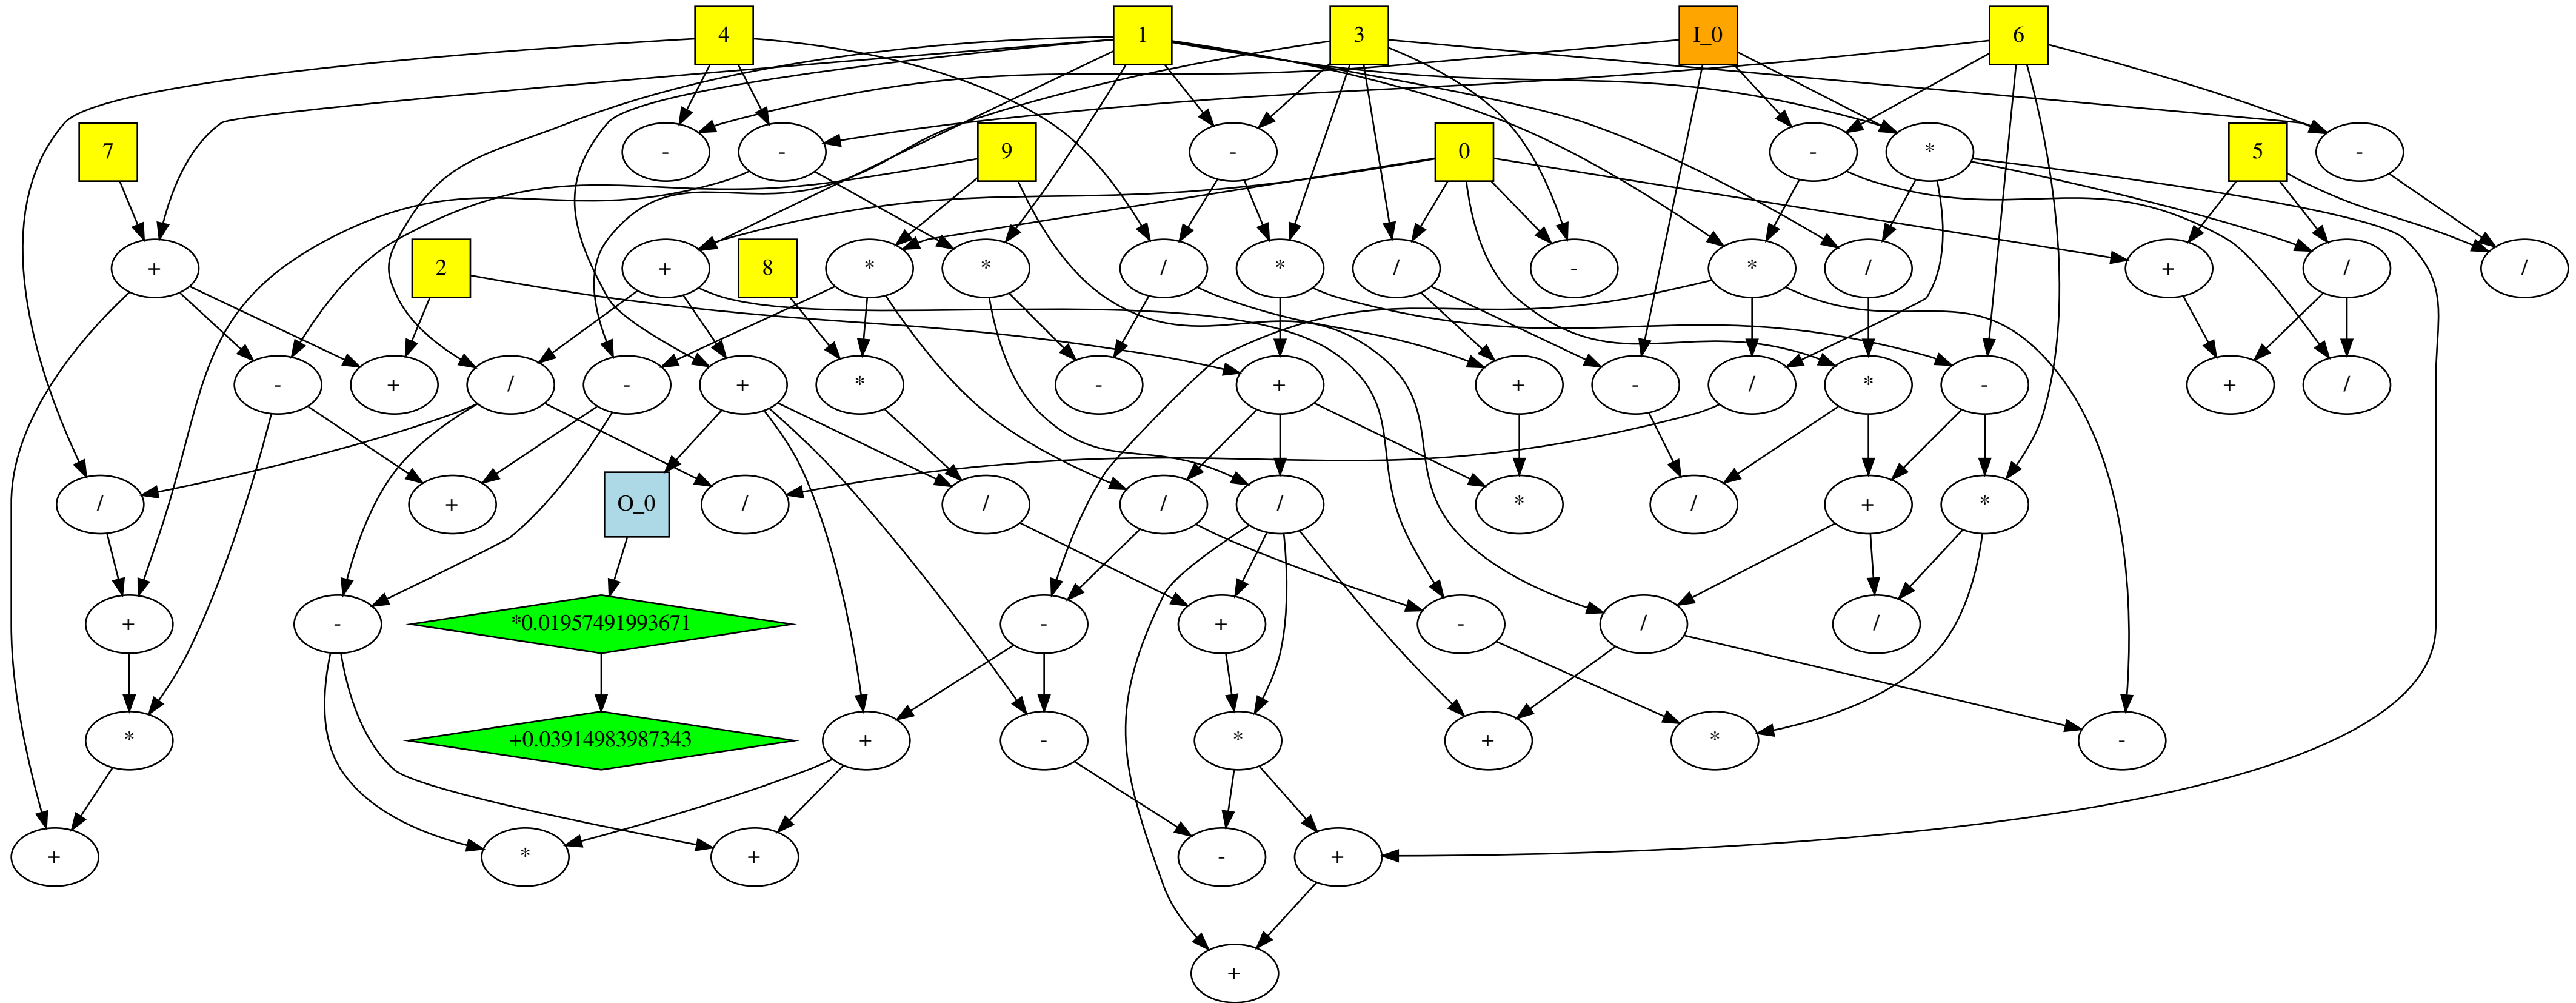 4 1 3 I_0 6
7 - - 9 - 0 - * 5 -
+ 2 + 8 * * / * / - * / + / /
- + / - + * - + + - / * - + /
/ + O_0 / / / / * / + *
+ - *0.01957491993671 - + - / /
* +0.03914983987343 + - * + * -
+ * + - +
+